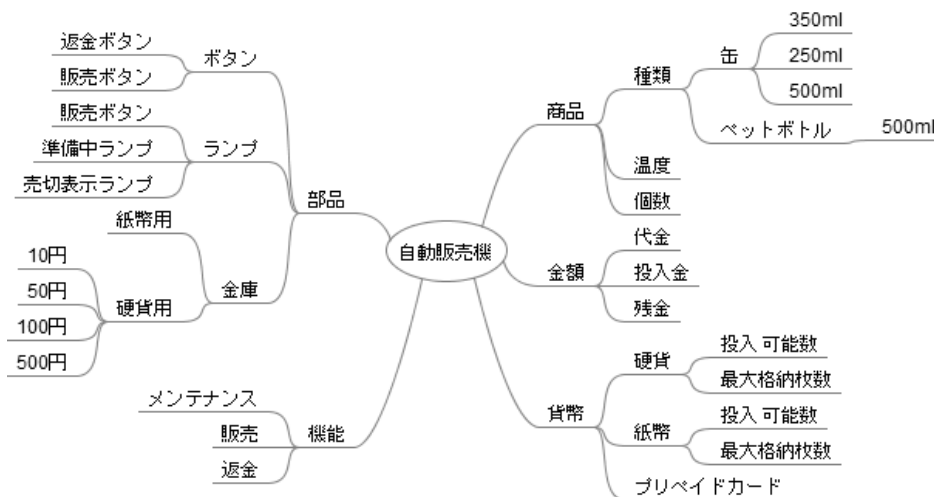 自動販売機
部品
ボタン
返金ボタン
販売ボタン
ランプ
販売ボタン
準備中ランプ
売切表示ランプ
金庫
紙幣用
硬貨用
10円
50円
100円
500円
機能
メンテナンス
販売
返金
商品
種類
缶
350ml
250ml
500ml
ペットボトル
500ml
温度
個数
金額
代金
投入金
残金
貨幣
硬貨
投入可能数
最大格納枚数
紙幣
投入可能数
最大格納枚数
プリペイドカード